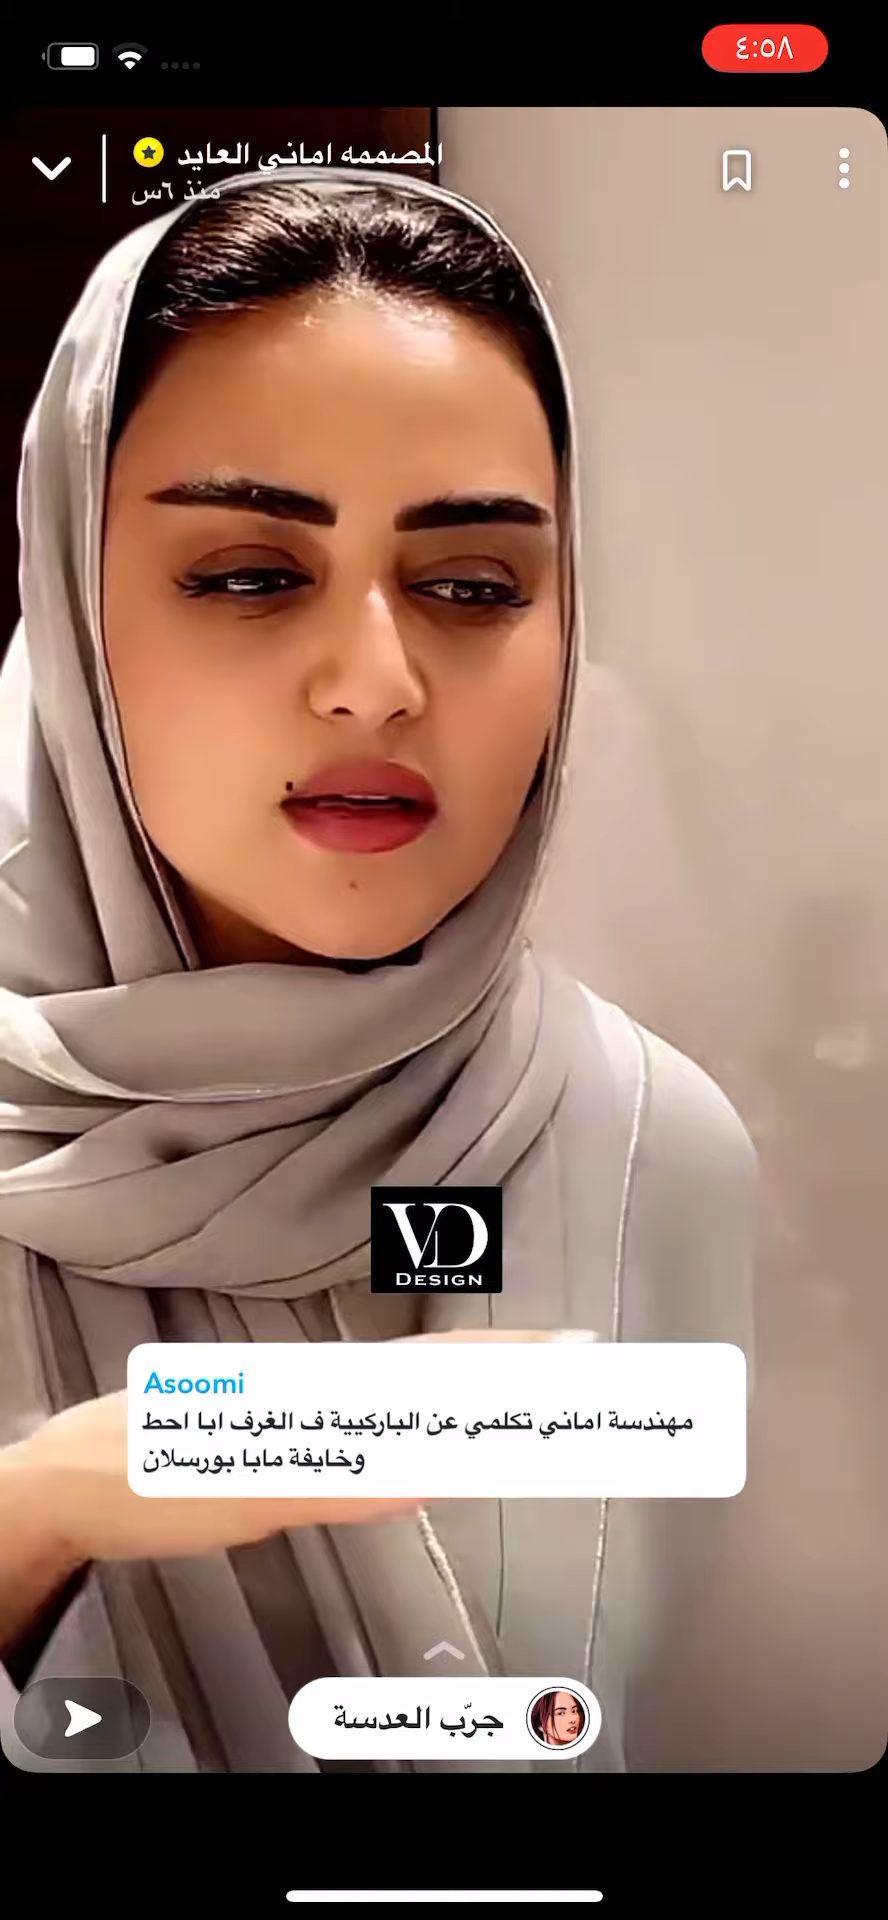 ٤:٥٨
المصممه اماني العايد
منذ ٦س
VD
DESIGN
Asoomi
مهندسة اماني تكلمي عن الباركيية ف الغرف ابا احط
وخايفة مابا بورسلان
جرّب العدسة